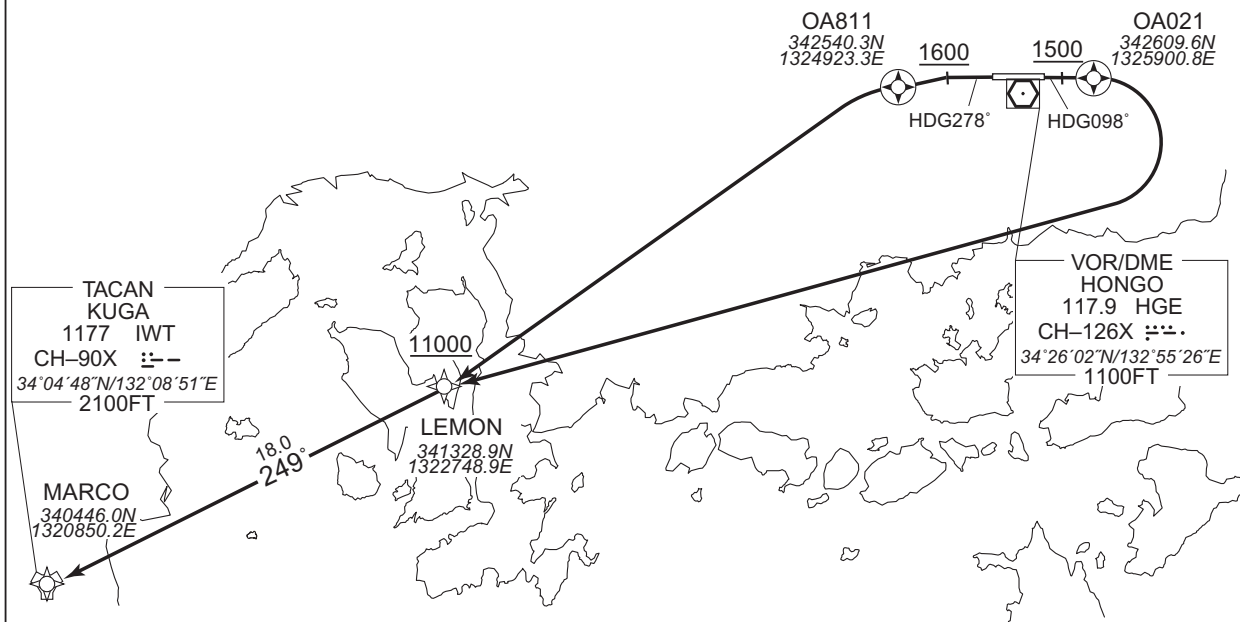 OA811
342540.3N
1324923.3E
1600
1500
OA021
342609.6N
1325900.8E
HDG278°
HDG098°
TACAN
KUGA
1177 IWT
CH–90X
34°04´48˝N/132°08´51˝E
2100FT
11000
LEMON
341328.9N
1322748.9E
VOR/DME
HONGO
117.9 HGE
CH–126X
34°26´02˝N/132°55´26˝E
1100FT
18.0
249°
MARCO
340446.0N
1320850.2E